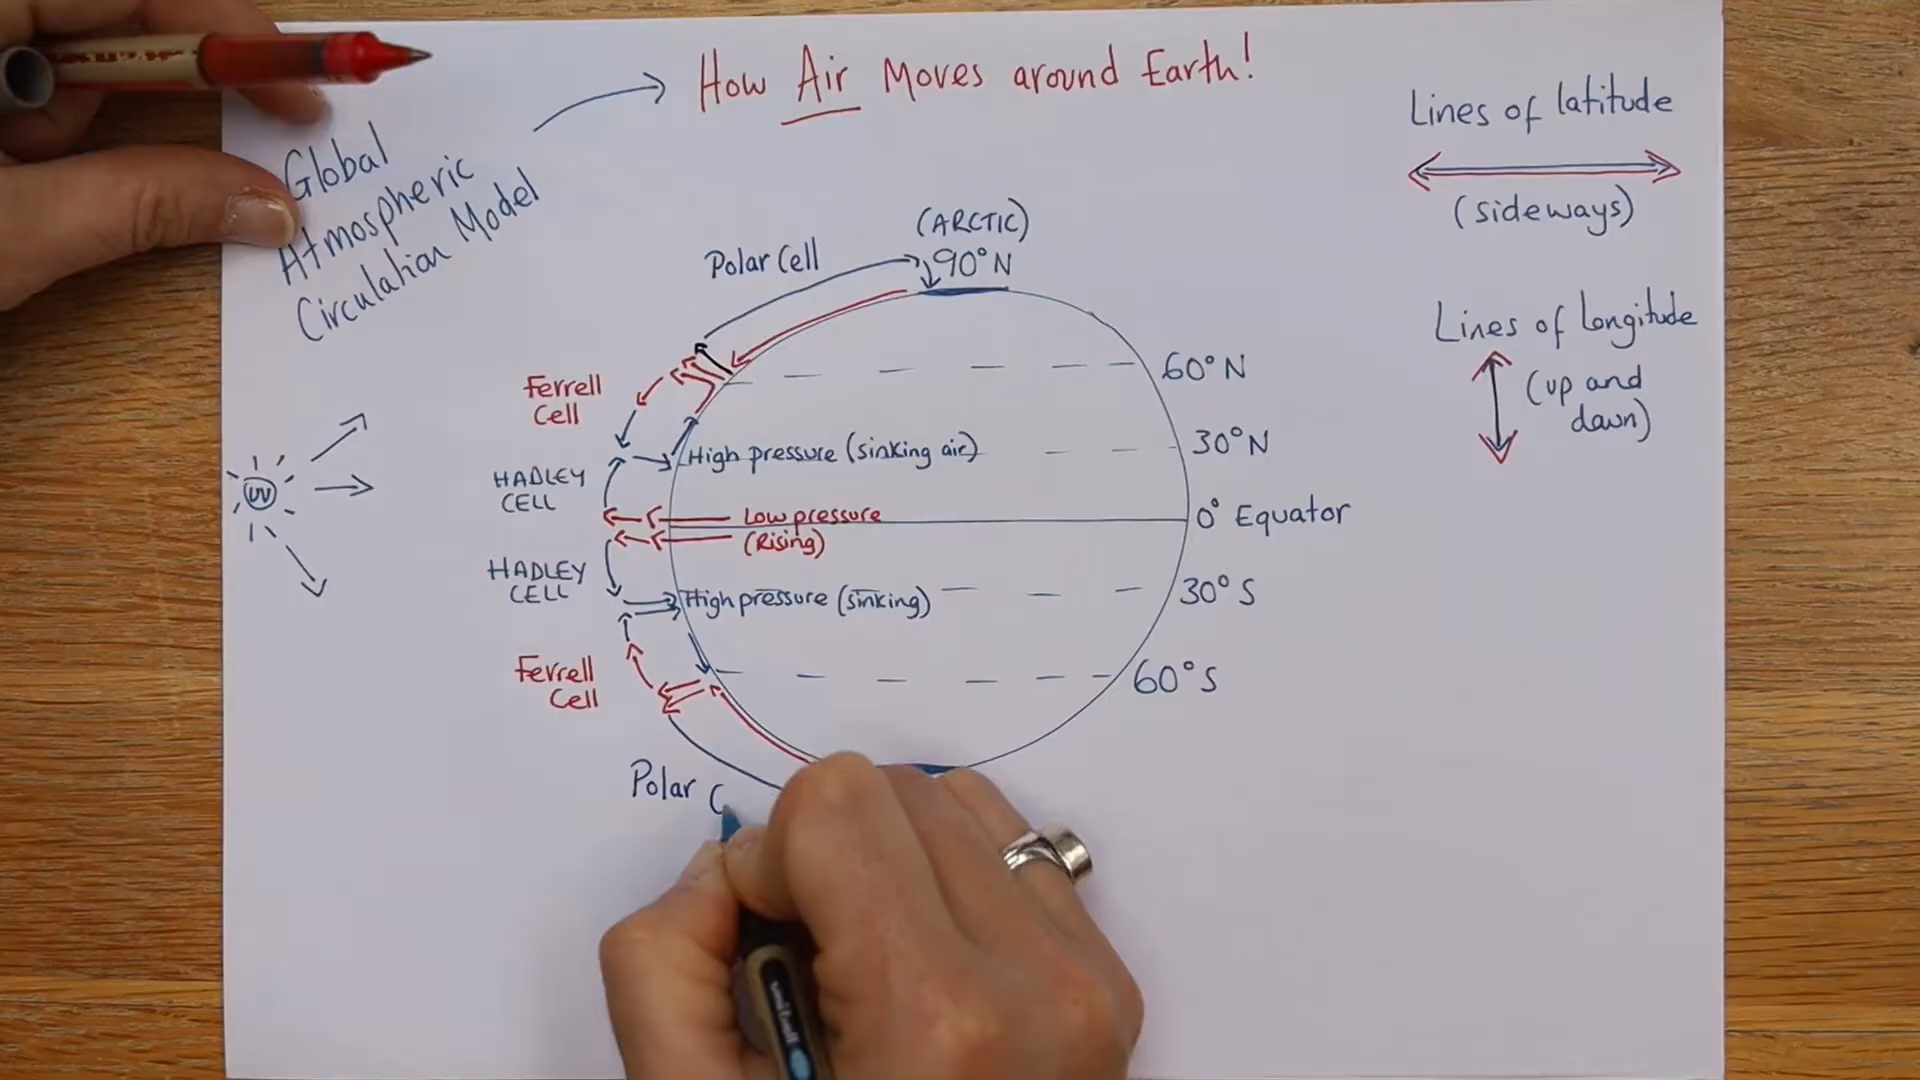 How Air Moves around Earth!
Global
Atmospheric
Circulation Model
Lines of latitude
(sideways)
Lines of longitude
(up and
down)
(ARCTIC)
90°N
Polar Cell
60°N
Ferrell
Cell
30°N
High pressure (sinking air)
HADLEY
CELL
UV
Low pressure
(Rising)
0° Equator
HADLEY
CELL
High pressure (sinking)
30° S
Ferrell
Cell
60° S
Polar C